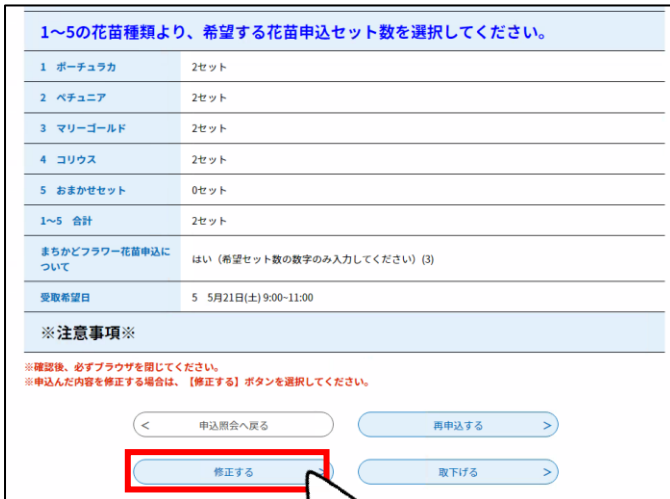 1～5の花苗種類より、希望する花苗申込セット数を選択してください。
1 ポーチュラカ 2セット
2 ペチュニア 2セット
3 マリーゴールド 2セット
4 コリウス 2セット
5 おまかせセット 0セット
1～5 合計 2セット
まちかどフラワー花苗申込に
ついて
はい（希望セット数の数字のみ入力してください）(3)
受取希望日 5 5月21日(土) 9:00~11:00
※注意事項※
※確認後、必ずブラウザを閉じてください。
※申込んだ内容を修正する場合は、【修正する】ボタンを選択してください。
< 申込照会へ戻る
再申込する >
修正する >
取下げる >